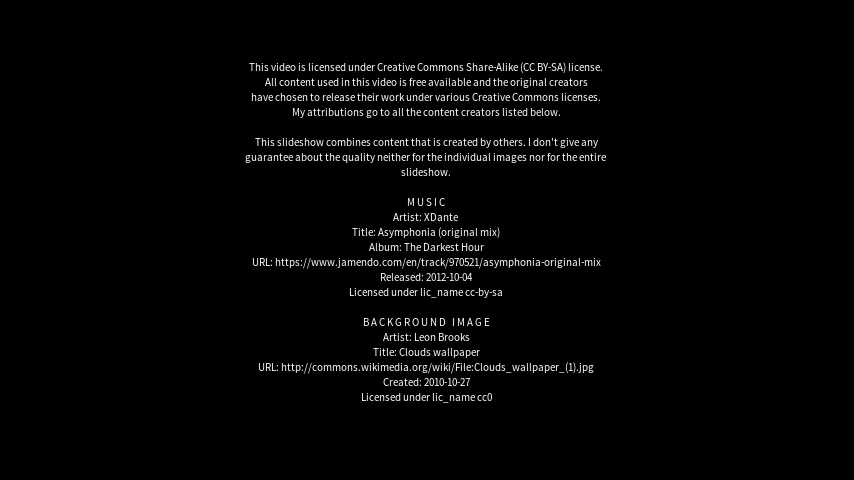 This video is licensed under Creative Commons Share-Alike (CC BY-SA) license.
All content used in this video is free available and the original creators
have chosen to release their work under various Creative Commons licenses.
My attributions go to all the content creators listed below.
This slideshow combines content that is created by others. I don't give any
guarantee about the quality neither for the individual images nor for the entire
slideshow.
M U S I C
Artist: XDante
Title: Asymphonia (original mix)
Album: The Darkest Hour
URL: https://www.jamendo.com/en/track/970521/asymphonia-original-mix
Released: 2012-10-04
Licensed under lic_name cc-by-sa
B A C K G R O U N D   I M A G E
Artist: Leon Brooks
Title: Clouds wallpaper
URL: http://commons.wikimedia.org/wiki/File:Clouds_wallpaper_(1).jpg
Created: 2010-10-27
Licensed under lic_name cc0